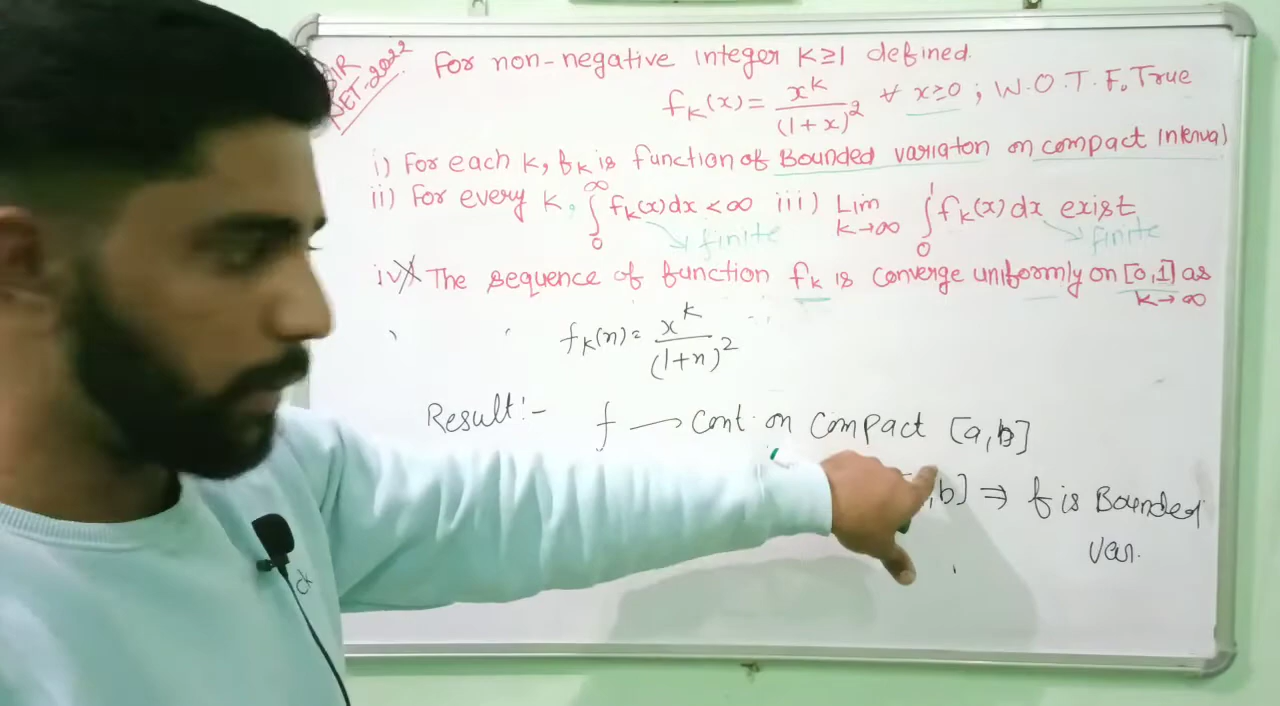 NET-2022
For non-negative integer K≥1 defined.
fK(x) = x^K/(1+x)^2 ∀ x≥0 ; W.O.T.F. True
i) For each K, fK is function of Bounded variaton on compact Interval
ii) For every K, ∫₀^∞ fK(x)dx < ∞ iii) Lim K→∞ ∫₀^1 fK(x) dx exist
finite finite
iv) The sequence of function fK is converge uniformly on [0,1] as K→∞
fK(n) = x^K/(1+n)^2
Result:- f → Cont. on Compact [a,b]
,b] ⇒ f is Bounded
Var.